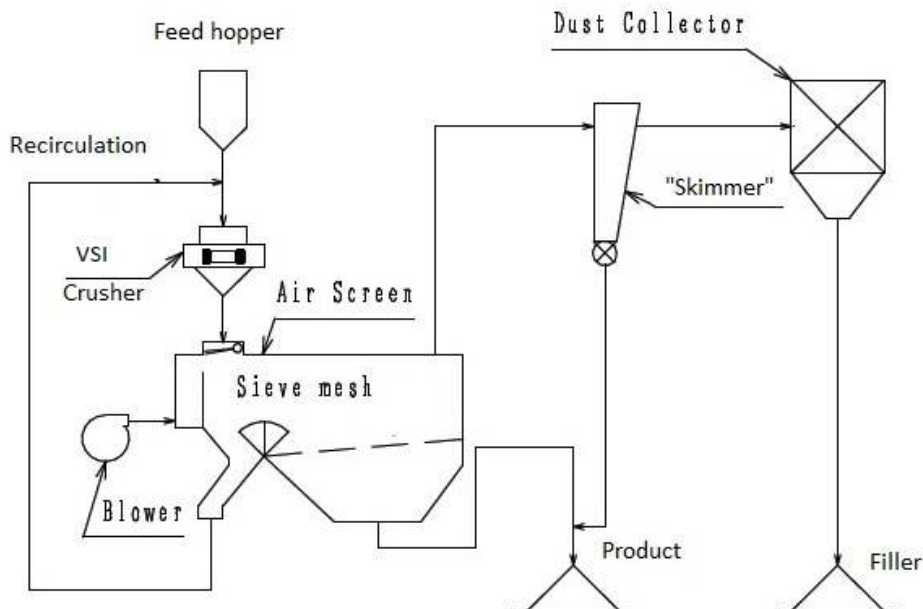 Dust Collector
Feed hopper
Recirculation
"Skimmer"
VSI
Crusher
Air Screen
Sieve mesh
Blower
Product
Filler